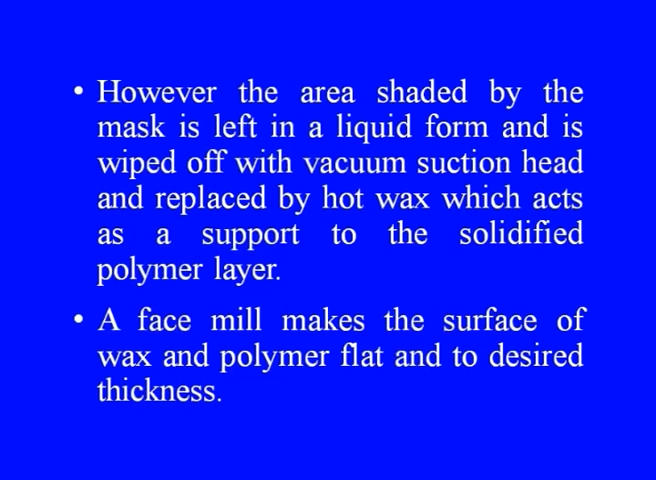 • However the area shaded by the
mask is left in a liquid form and is
wiped off with vacuum suction head
and replaced by hot wax which acts
as a support to the solidified
polymer layer.
• A face mill makes the surface of
wax and polymer flat and to desired
thickness.